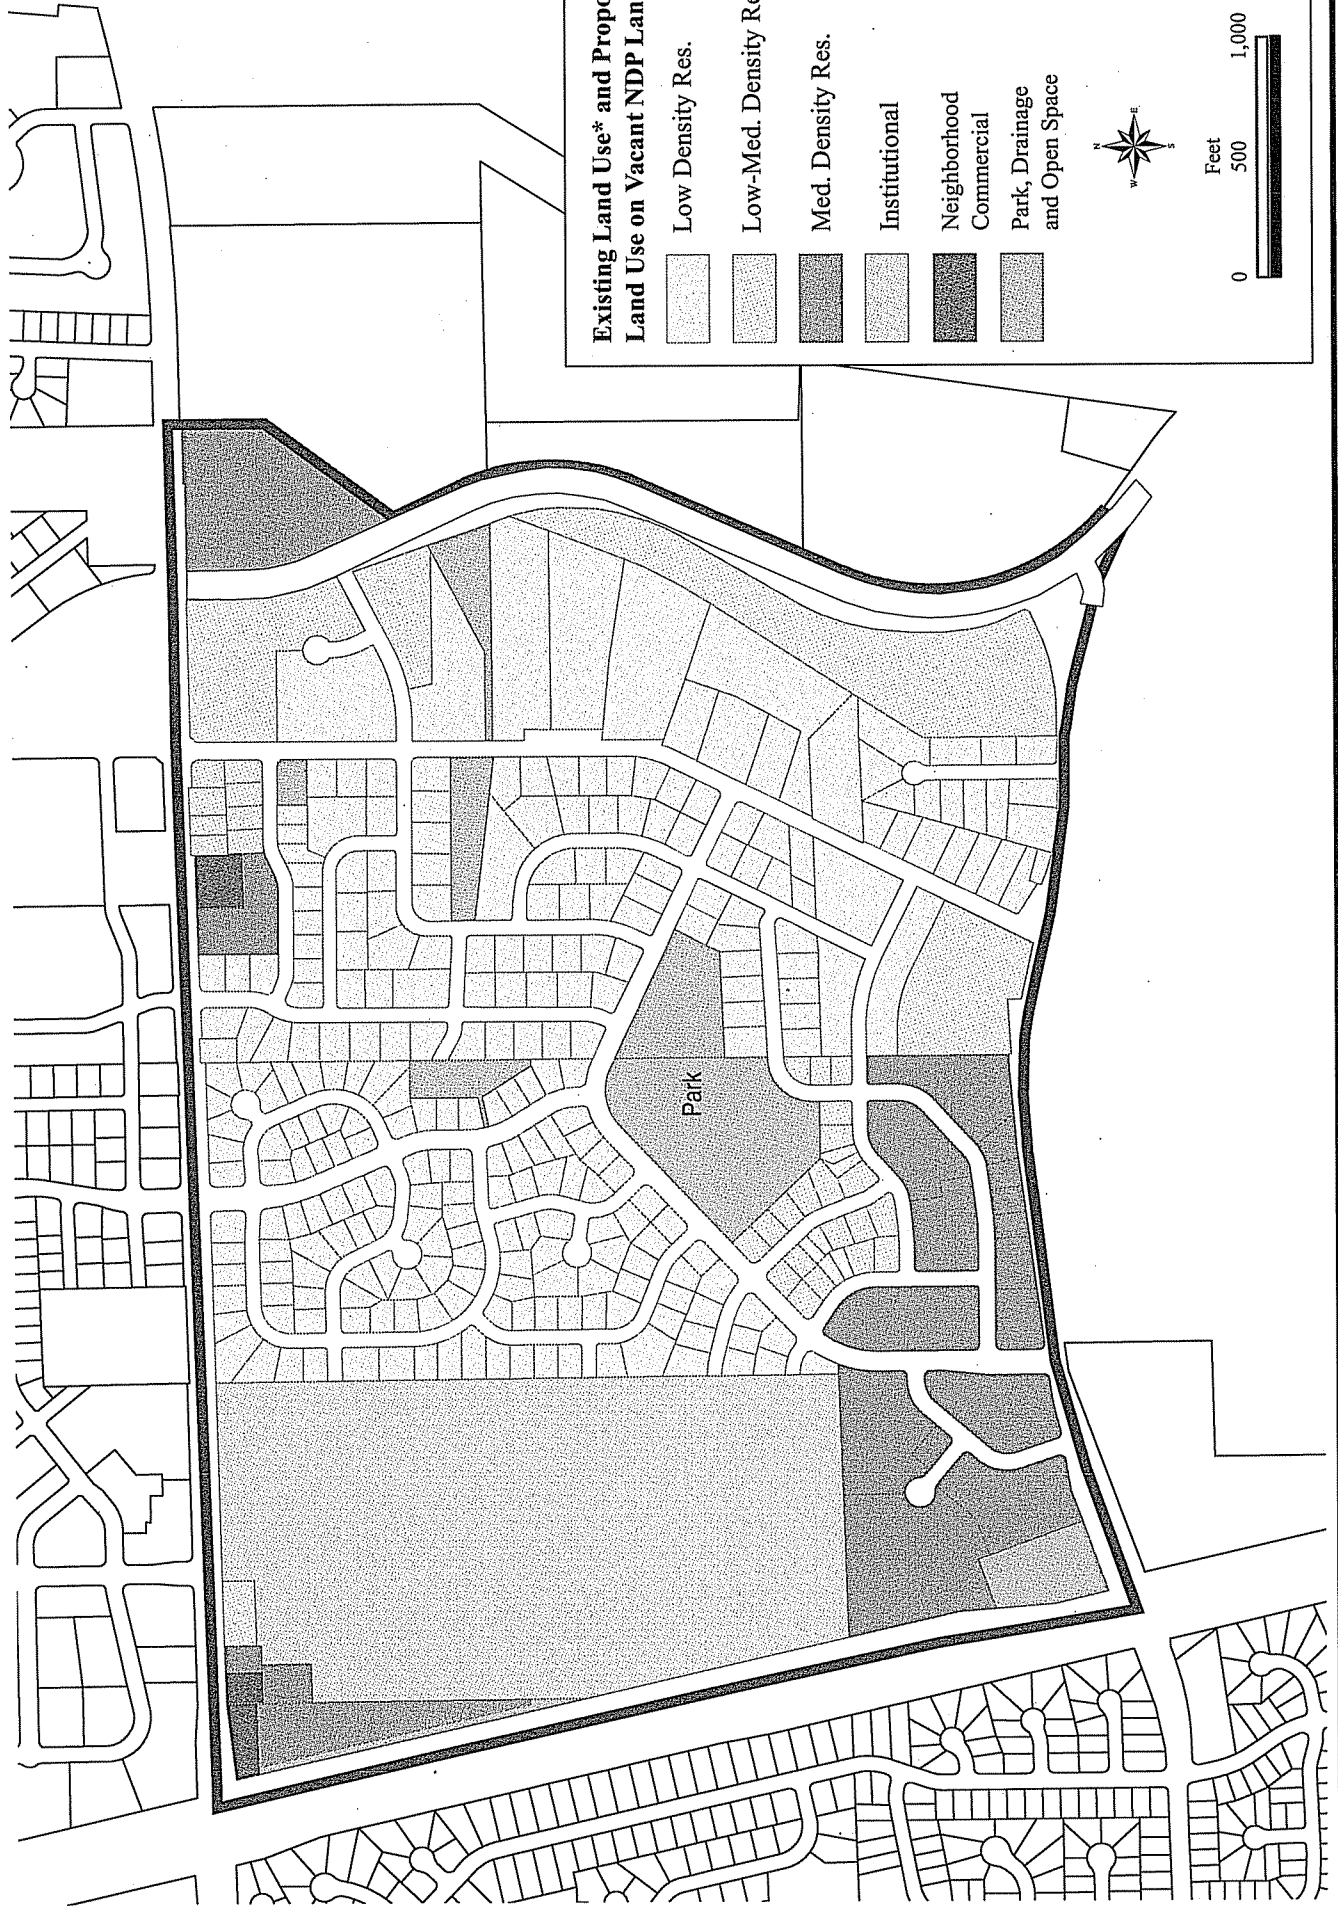 Existing Land Use* and Propo
Land Use on Vacant NDP Lan
Low Density Res.
Low-Med. Density Re
Med. Density Res.
Institutional
Neighborhood
Commercial
Park, Drainage
and Open Space
N
W
E
S
Feet
0
500
1,000
Park